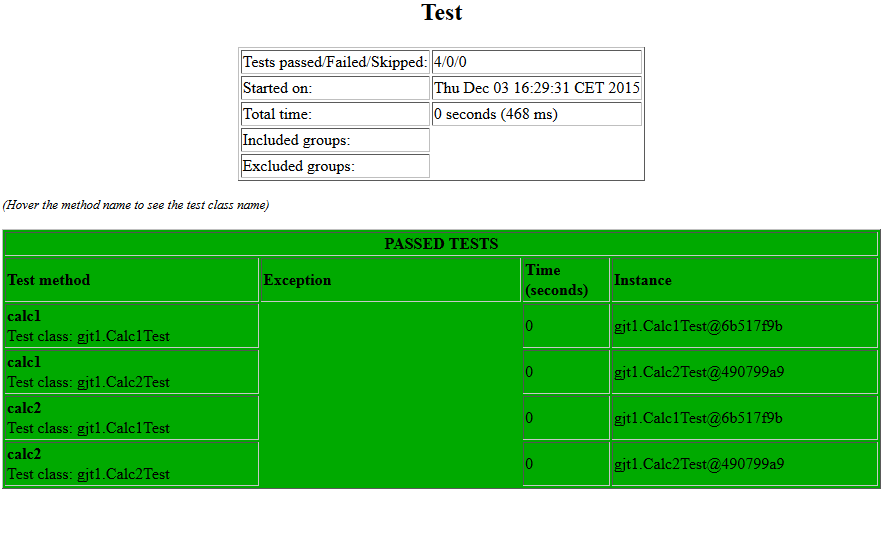 Test
Tests passed/Failed/Skipped: 4/0/0
Started on: Thu Dec 03 16:29:31 CET 2015
Total time: 0 seconds (468 ms)
Included groups:
Excluded groups:
(Hover the method name to see the test class name)
PASSED TESTS
Test method Exception Time (seconds) Instance
calc1
Test class: gjt1.Calc1Test 0 gjt1.Calc1Test@6b517f9b
calc1
Test class: gjt1.Calc2Test 0 gjt1.Calc2Test@490799a9
calc2
Test class: gjt1.Calc1Test 0 gjt1.Calc1Test@6b517f9b
calc2
Test class: gjt1.Calc2Test 0 gjt1.Calc2Test@490799a9